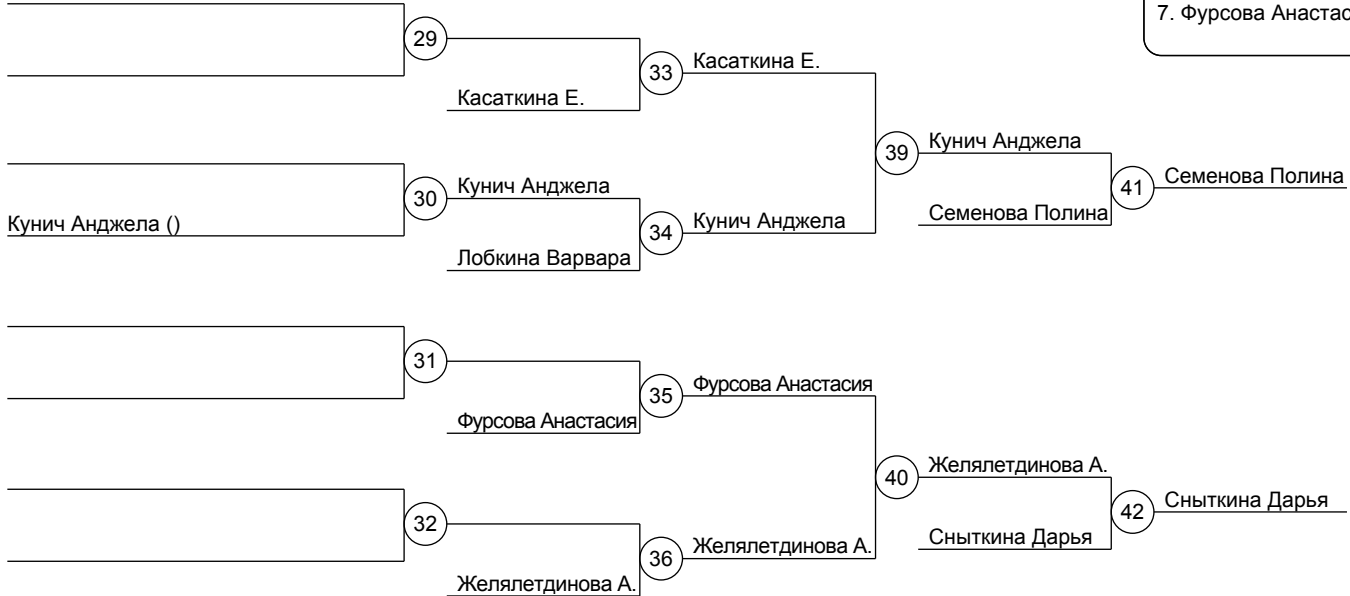 7. Фурсова Анастас
29
Касаткина Е.
33
Касаткина Е.
39
Кунич Анджела
41
Семенова Полина
Кунич Анджела ()
30
Кунич Анджела
34
Кунич Анджела
Семенова Полина
Лобкина Варвара
31
35
Фурсова Анастасия
Фурсова Анастасия
40
Желялетдинова А.
42
Сныткина Дарья
32
36
Желялетдинова А.
Сныткина Дарья
Желялетдинова А.